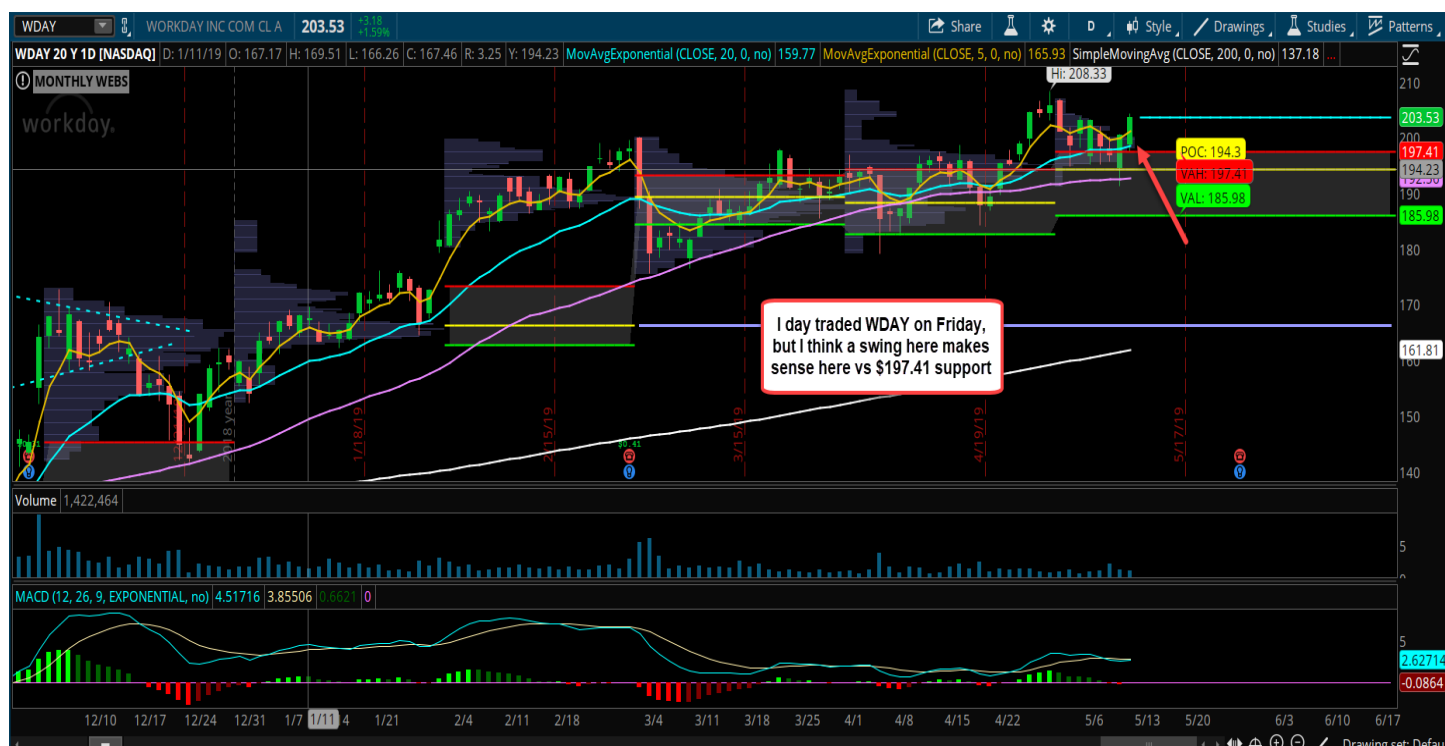 WDAY WORKDAY INC COM CL A 203.53 +3.18 +1.59% Share D Style Drawings Studies Patterns
WDAY 20 Y 1D [NASDAQ] D: 1/11/19 O: 167.17 H: 169.51 L: 166.26 C: 167.46 R: 3.25 Y: 194.23 MovAvgExponential (CLOSE, 20, 0, no) 159.77 MovAvgExponential (CLOSE, 5, 0, no) 165.93 SimpleMovingAvg (CLOSE, 200, 0, no) 137.18 ...
MONTHLY WEBS
workday.
Hi: 208.33
210
203.53
200
197.41
194.23
190
185.98
180
170
161.81
160
150
140
POC: 194.3
VAH: 197.41
VAL: 185.98
I day traded WDAY on Friday,
but I think a swing here makes
sense here vs $197.41 support
2018 year
1/18/19
3/15/19
4/19/19
5/17/19
Volume 1,422,464
5
MACD (12, 26, 9, EXPONENTIAL, no) 4.51716 3.85506 0.6621 0
5
2.62714
-0.0864
12/10 12/17 12/24 12/31 1/7 1/11 4 1/21 2/4 2/11 2/18 3/4 3/11 3/18 3/25 4/1 4/8 4/15 4/22 5/6 5/13 5/20 6/3 6/10 6/17
Drawing set: Defau